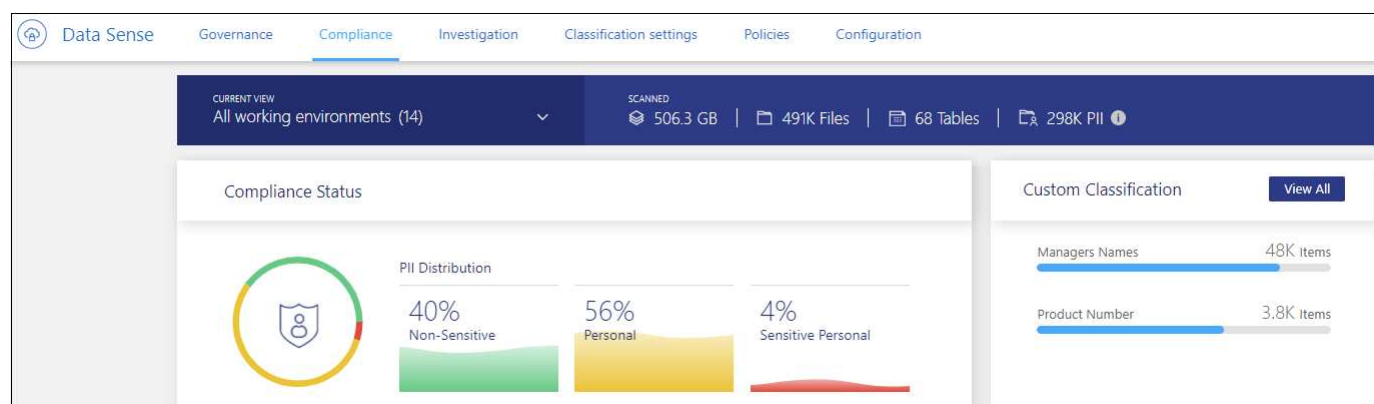 Data Sense
Governance
Compliance
Investigation
Classification settings
Policies
Configuration
CURRENT VIEW
All working environments (14)
SCANNED
506.3 GB | 491K Files | 68 Tables | 298K PII i
Compliance Status
PII Distribution
40%
Non-Sensitive
56%
Personal
4%
Sensitive Personal
Custom Classification
View All
Managers Names
48K Items
Product Number
3.8K Items